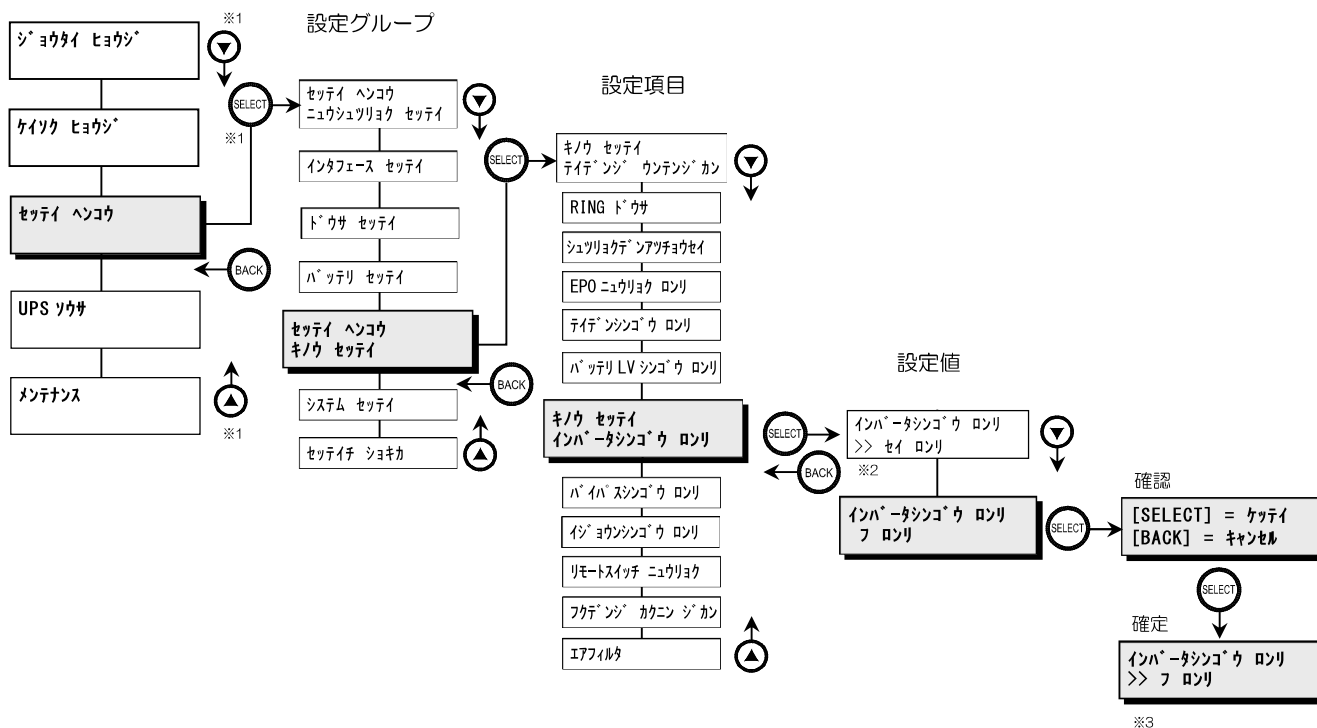 ※1
ｼﾞｮｳﾀｲ ﾋｮｳｼﾞ
▼
SELECT
※1
ｹｲｿｸ ﾋｮｳｼﾞ
ｾｯﾃｲ ﾍﾝｺｳ
BACK
UPS ｿｳｻ
ﾒﾝﾃﾅﾝｽ
▲
※1
設定グループ
ｾｯﾃｲ ﾍﾝｺｳ
ﾆｭｳｼｭﾂﾘｮｸ ｾｯﾃｲ
▼
SELECT
ｲﾝﾀﾌｪｰｽ ｾｯﾃｲ
ﾄﾞｳｻ ｾｯﾃｲ
ﾊﾞｯﾃﾘ ｾｯﾃｲ
ｾｯﾃｲ ﾍﾝｺｳ
ｷﾉｳ ｾｯﾃｲ
BACK
ｼｽﾃﾑ ｾｯﾃｲ
ｾｯﾃｲﾁ ｼｮｷｶ
▲
設定項目
ｷﾉｳ ｾｯﾃｲ
ﾃｲﾃﾞﾝｼﾞ ｳﾝﾃﾝｼﾞｶﾝ
▼
RING ﾄﾞｳｻ
ｼｭﾂﾘｮｸﾃﾞﾝｱﾂﾁｮｳｾｲ
EPO ﾆｭｳﾘｮｸ ﾛﾝﾘ
ﾃｲﾃﾞﾝｼﾝｺﾞｳ ﾛﾝﾘ
ﾊﾞｯﾃﾘ LV ｼﾝｺﾞｳ ﾛﾝﾘ
ｷﾉｳ ｾｯﾃｲ
ｲﾝﾊﾞｰﾀｼﾝｺﾞｳ ﾛﾝﾘ
SELECT
BACK
ﾊﾞｲﾊﾟｽｼﾝｺﾞｳ ﾛﾝﾘ
ｲｼﾞｮｳﾝｼﾝｺﾞｳ ﾛﾝﾘ
ﾘﾓｰﾄｽｲｯﾁ ﾆｭｳﾘｮｸ
ﾌｸﾃﾞﾝｼﾞ ｶｸﾆﾝ ｼﾞｶﾝ
ｴｱﾌｨﾙﾀ
▲
設定値
ｲﾝﾊﾞｰﾀｼﾝｺﾞｳ ﾛﾝﾘ
>> ｾｲ ﾛﾝﾘ
▼
※2
ｲﾝﾊﾞｰﾀｼﾝｺﾞｳ ﾛﾝﾘ
ﾌ ﾛﾝﾘ
SELECT
確認
[SELECT] = ｹｯﾃｲ
[BACK] = ｷｬﾝｾﾙ
SELECT
確定
ｲﾝﾊﾞｰﾀｼﾝｺﾞｳ ﾛﾝﾘ
>> ﾌ ﾛﾝﾘ
※3